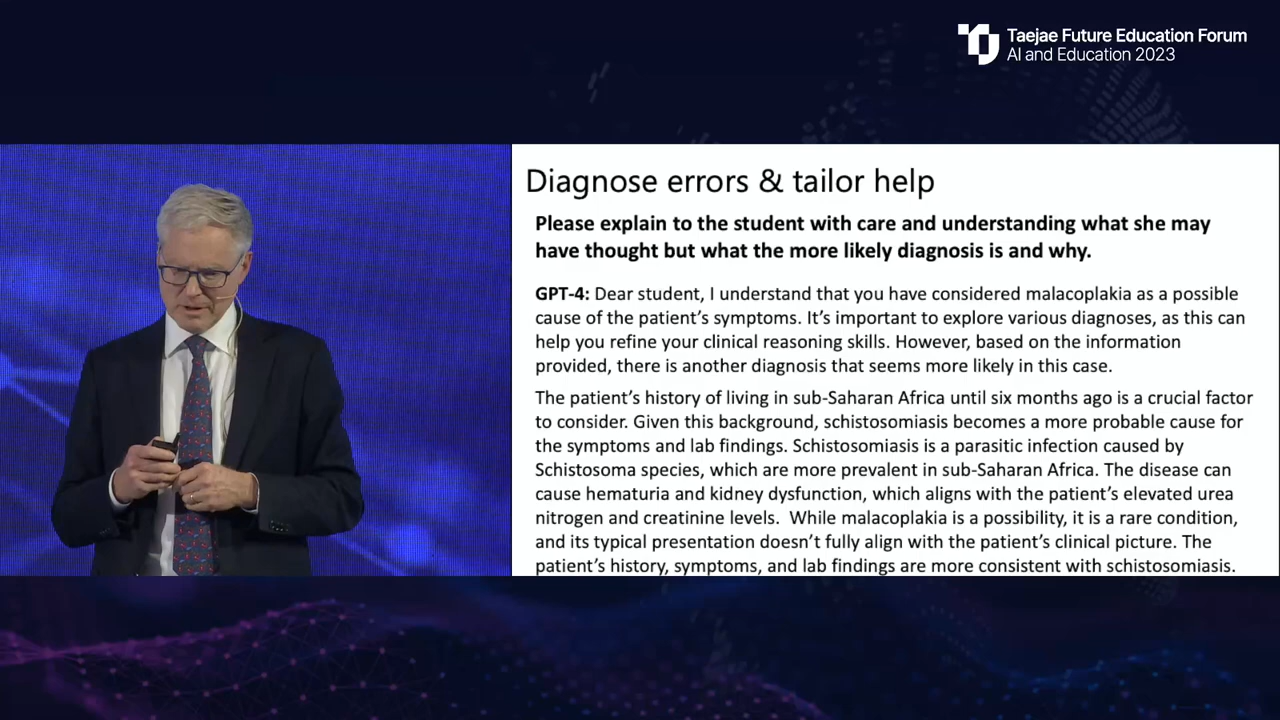 Taejae Future Education Forum
AI and Education 2023
Diagnose errors & tailor help
Please explain to the student with care and understanding what she may
have thought but what the more likely diagnosis is and why.
GPT-4: Dear student, I understand that you have considered malacoplakia as a possible
cause of the patient's symptoms. It's important to explore various diagnoses, as this can
help you refine your clinical reasoning skills. However, based on the information
provided, there is another diagnosis that seems more likely in this case.
The patient's history of living in sub-Saharan Africa until six months ago is a crucial factor
to consider. Given this background, schistosomiasis becomes a more probable cause for
the symptoms and lab findings. Schistosomiasis is a parasitic infection caused by
Schistosoma species, which are more prevalent in sub-Saharan Africa. The disease can
cause hematuria and kidney dysfunction, which aligns with the patient's elevated urea
nitrogen and creatinine levels.  While malacoplakia is a possibility, it is a rare condition,
and its typical presentation doesn't fully align with the patient's clinical picture. The
patient's history, symptoms, and lab findings are more consistent with schistosomiasis.